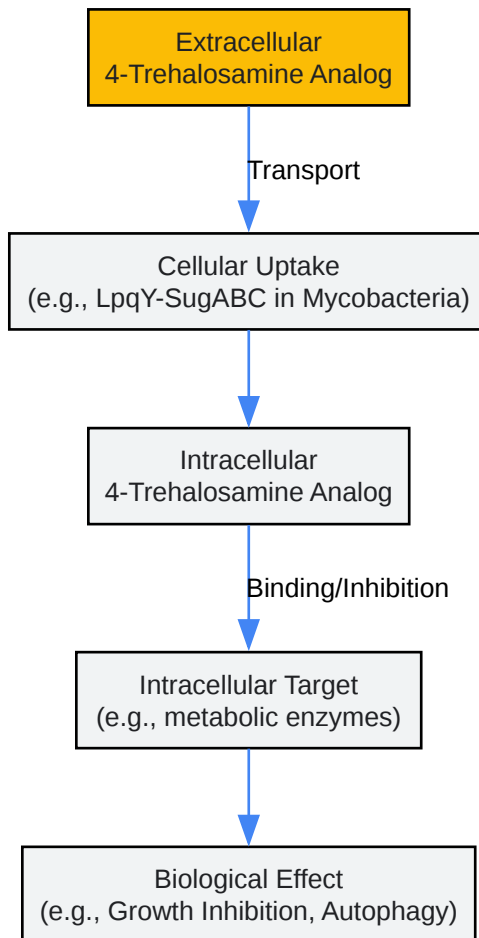 Extracellular
4-Trehalosamine Analog
Transport
Cellular Uptake
(e.g., LpqY-SugABC in Mycobacteria)
Intracellular
4-Trehalosamine Analog
Binding/Inhibition
Intracellular Target
(e.g., metabolic enzymes)
Biological Effect
(e.g., Growth Inhibition, Autophagy)